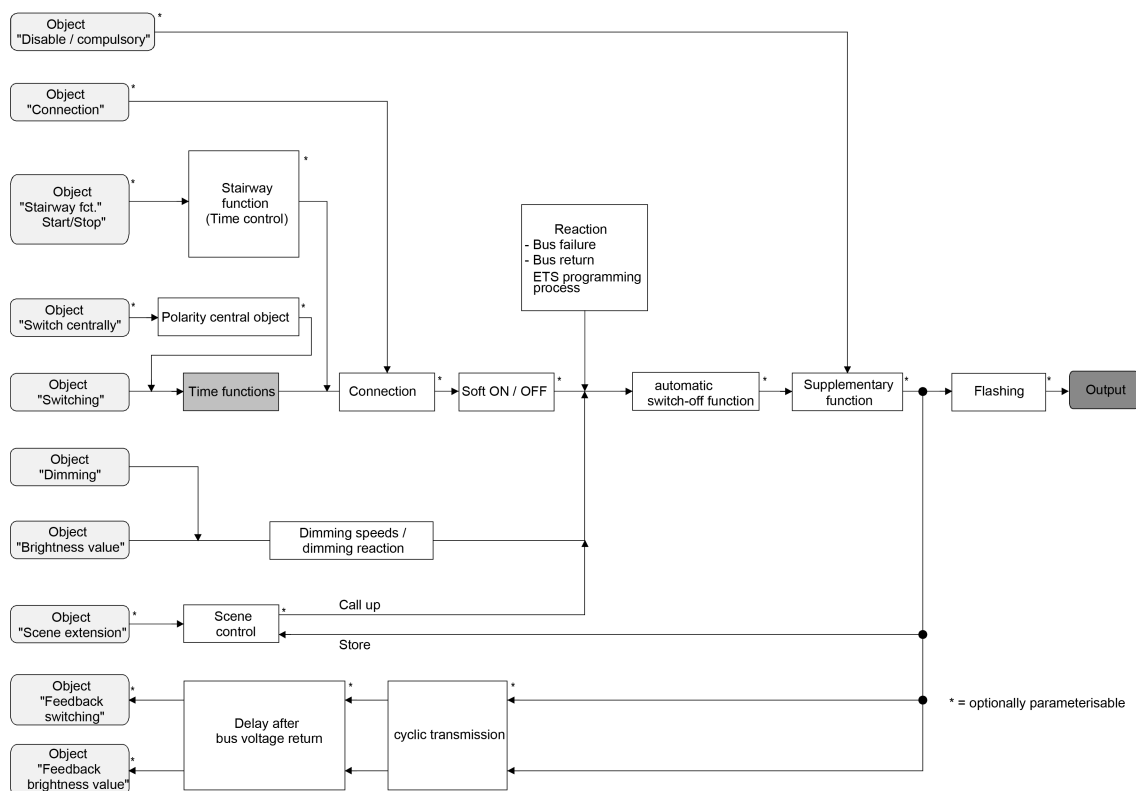 Object
"Disable / compulsory"
*
Object
"Connection"
*
Object
"Stairway fct."
Start/Stop"
*
Stairway
function
(Time control)
*
Reaction
- Bus failure
- Bus return
ETS programming
process
Object
"Switch centrally"
*
Polarity central object
*
Object
"Switching"
Time functions
Connection
*
Soft ON / OFF
*
automatic
switch-off function
*
Supplementary
function
*
Flashing
*
Output
Object
"Dimming"
Object
"Brightness value"
Dimming speeds /
dimming reaction
Object
"Scene extension"
*
Scene
control
*
Call up
Store
Object
"Feedback
switching"
*
Delay after
bus voltage return
*
cyclic transmission
*
* = optionally parameterisable
Object
"Feedback
brightness value"
*